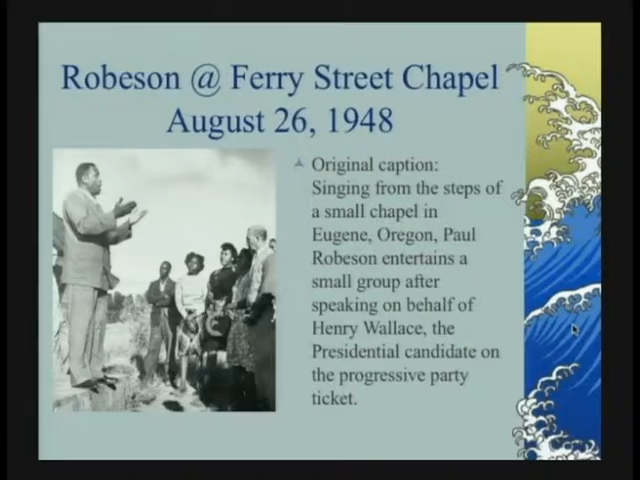 Robeson @ Ferry Street Chapel
August 26, 1948
Original caption:
Singing from the steps of
a small chapel in
Eugene, Oregon, Paul
Robeson entertains a
small group after
speaking on behalf of
Henry Wallace, the
Presidential candidate on
the progressive party
ticket.